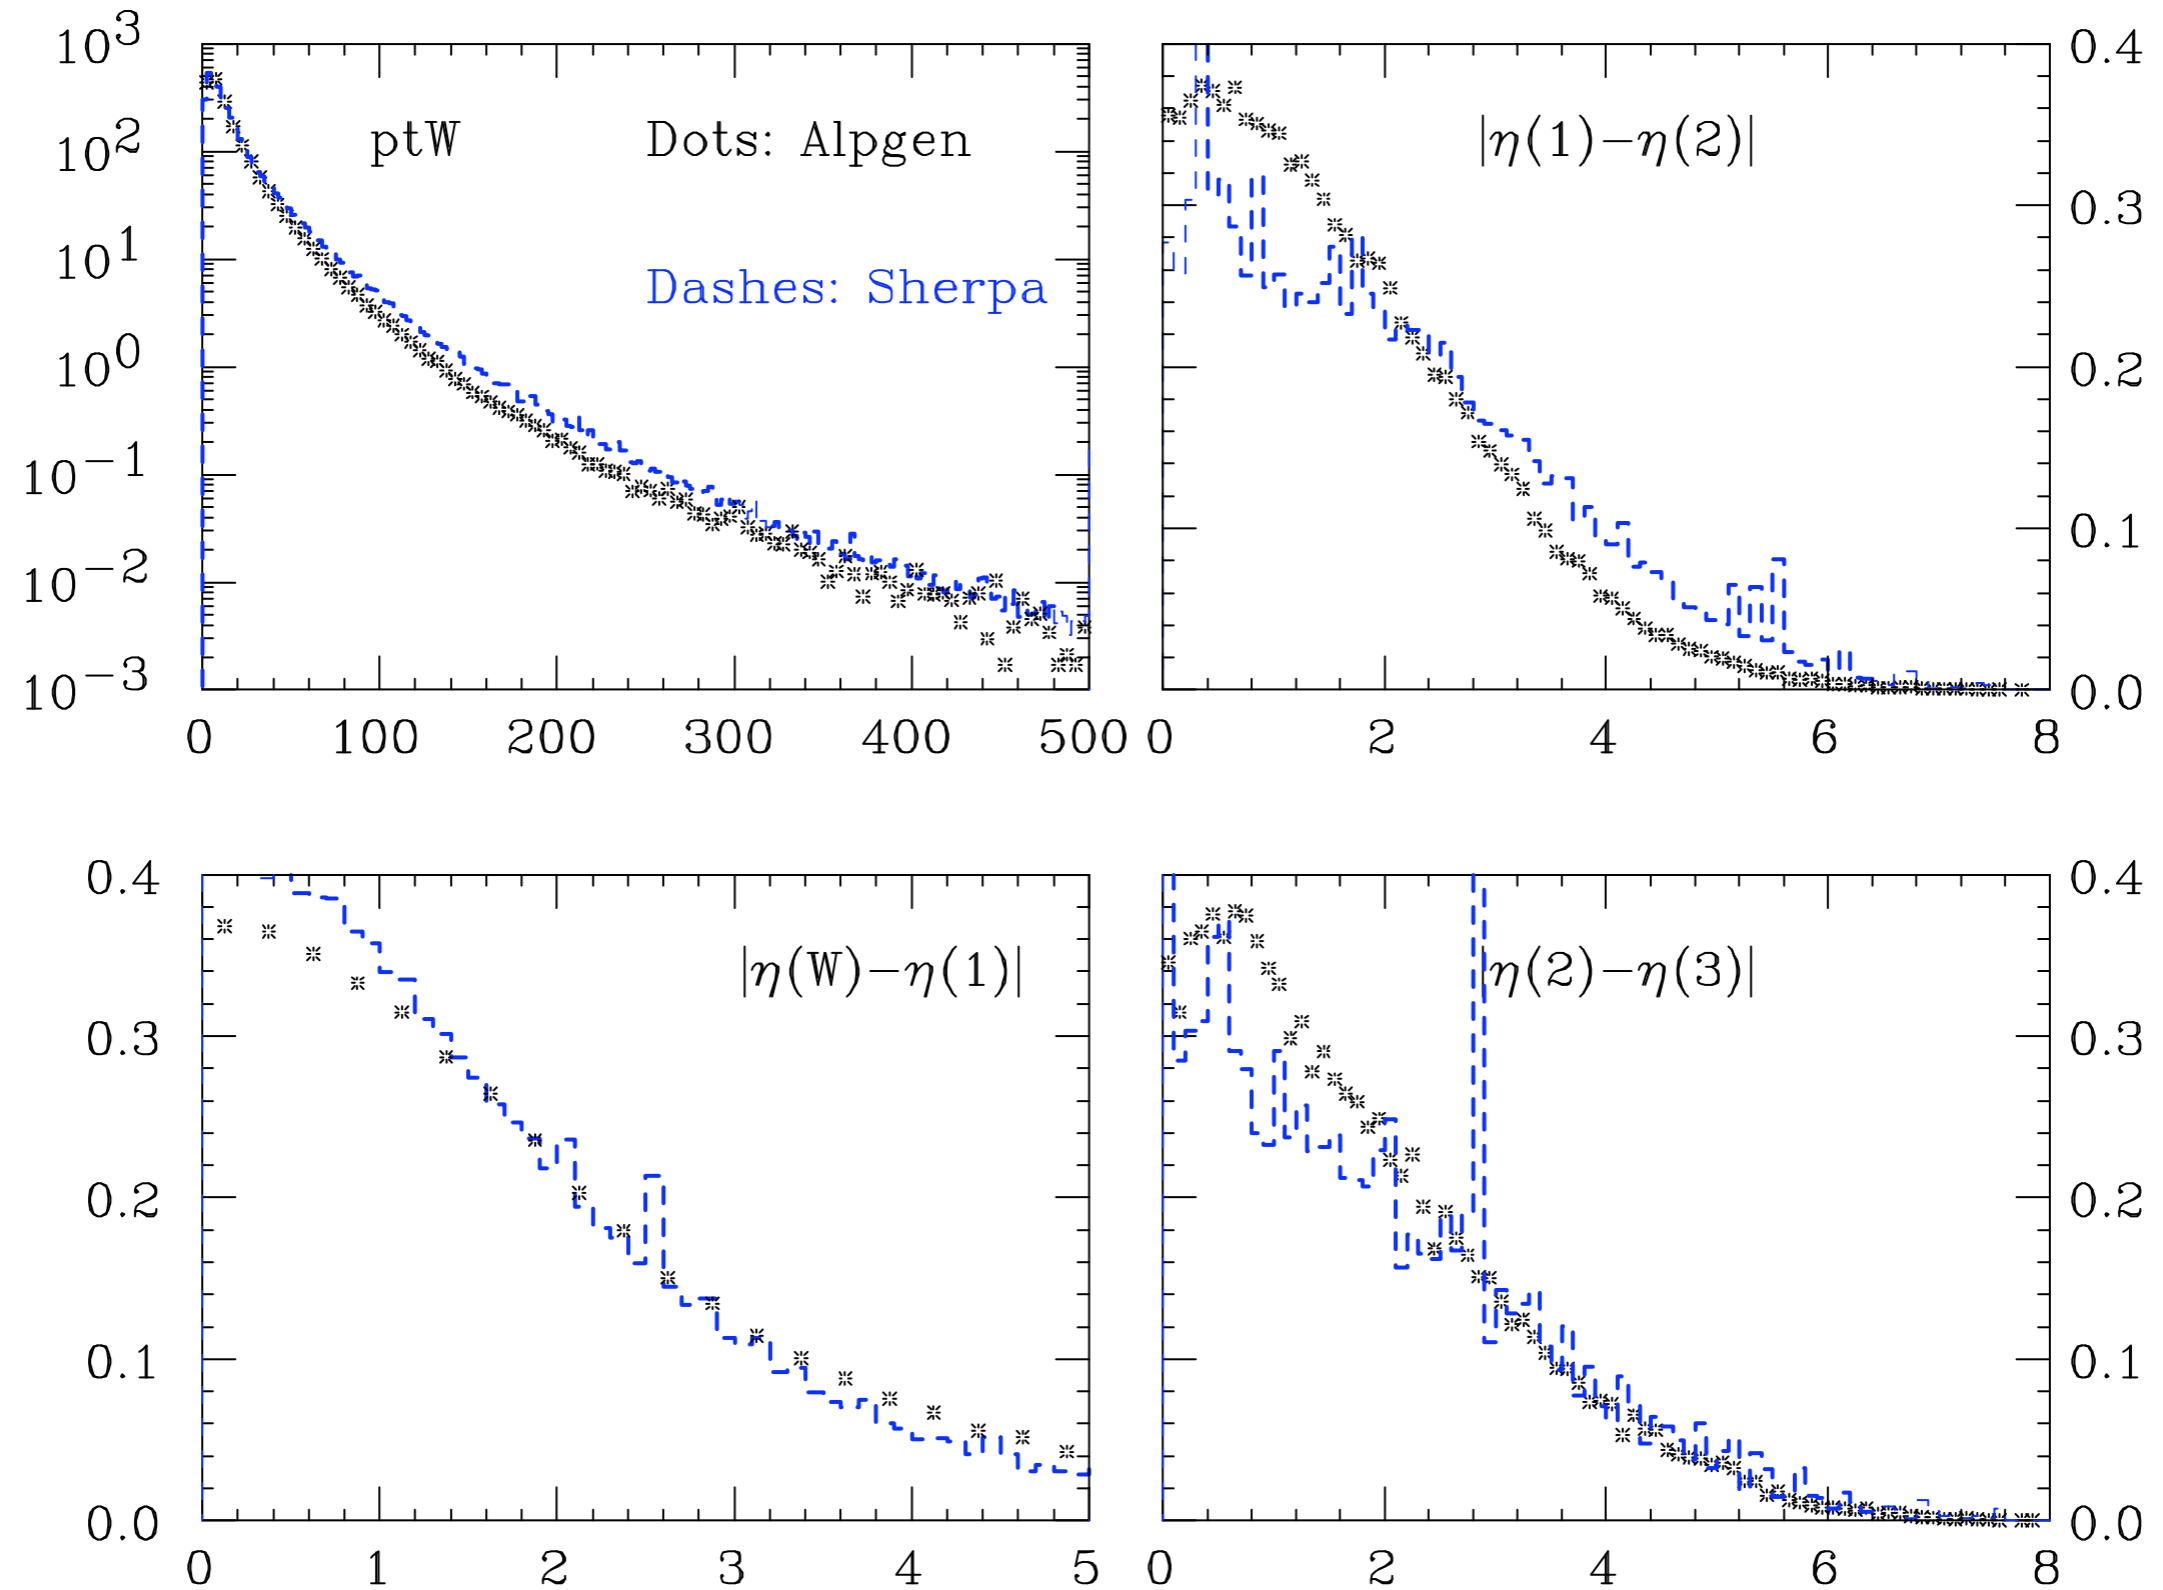 10^3
10^2
10^1
10^0
10^-1
10^-2
10^-3
ptW
Dots: Alpgen
Dashes: Sherpa
0 100 200 300 400 500
|η(1)−η(2)|
0.4
0.3
0.2
0.1
0.0
0 2 4 6 8
0.4
0.3
0.2
0.1
0.0
|η(W)−η(1)|
0 1 2 3 4 5
|η(2)−η(3)|
0.4
0.3
0.2
0.1
0.0
0 2 4 6 8